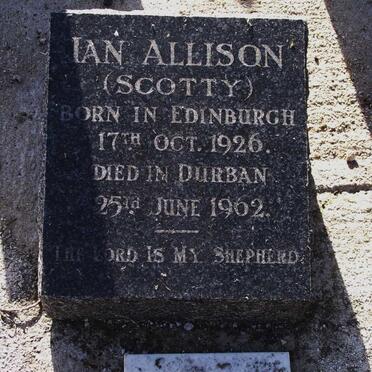 IAN ALLISON
(SCOTTY)
BORN IN EDINBURGH
17TH OCT. 1926.
DIED IN DURBAN
25TH JUNE 1962.
THE LORD IS MY SHEPHERD.